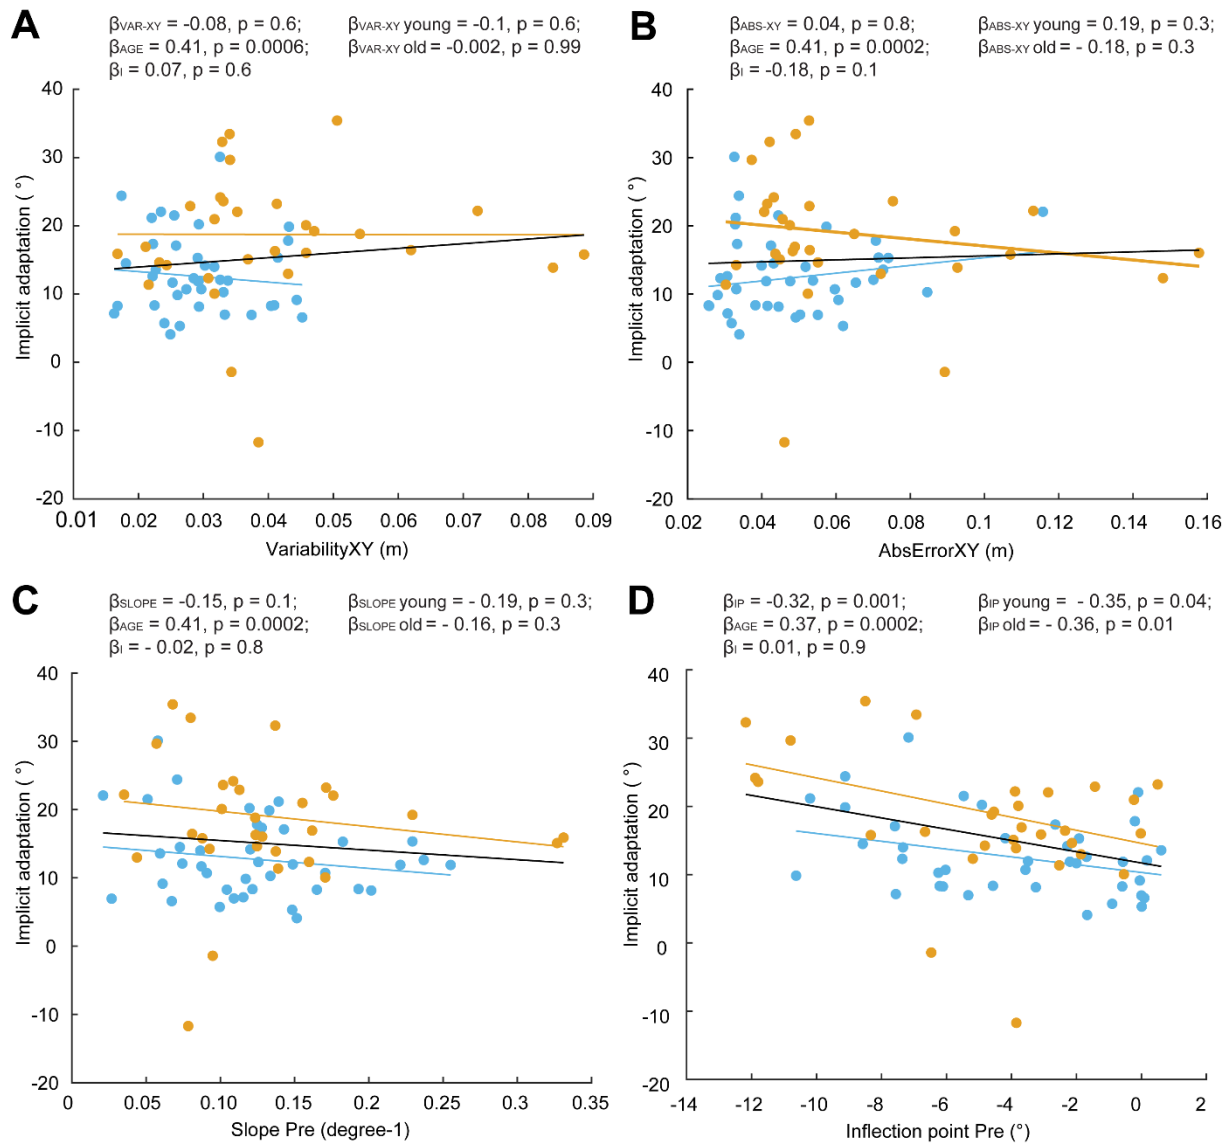 A
βVAR-XY = -0.08, p = 0.6;
βAGE = 0.41, p = 0.0006;
βI = 0.07, p = 0.6
βVAR-XY young = -0.1, p = 0.6;
βVAR-XY old = -0.002, p = 0.99
40
30
20
10
0
-10
-20
Implicit adaptation ( °)
0.01 0.02 0.03 0.04 0.05 0.06 0.07 0.08 0.09
VariabilityXY (m)
B
βABS-XY = 0.04, p = 0.8;
βAGE = 0.41, p = 0.0002;
βI = -0.18, p = 0.1
βABS-XY young = 0.19, p = 0.3;
βABS-XY old = - 0.18, p = 0.3
40
30
20
10
0
-10
-20
Implicit adaptation ( °)
0.02 0.04 0.06 0.08 0.1 0.12 0.14 0.16
AbsErrorXY (m)
C
βSLOPE = -0.15, p = 0.1;
βAGE = 0.41, p = 0.0002;
βI = - 0.02, p = 0.8
βSLOPE young = - 0.19, p = 0.3;
βSLOPE old = - 0.16, p = 0.3
40
30
20
10
0
-10
-20
Implicit adaptation ( °)
0 0.05 0.1 0.15 0.2 0.25 0.3 0.35
Slope Pre (degree-1)
D
βIP = -0.32, p = 0.001;
βAGE = 0.37, p = 0.0002;
βI = 0.01, p = 0.9
βIP young = - 0.35, p = 0.04;
βIP old = - 0.36, p = 0.01
40
30
20
10
0
-10
-20
Implicit adaptation ( °)
-14 -12 -10 -8 -6 -4 -2 0 2
Inflection point Pre (°)